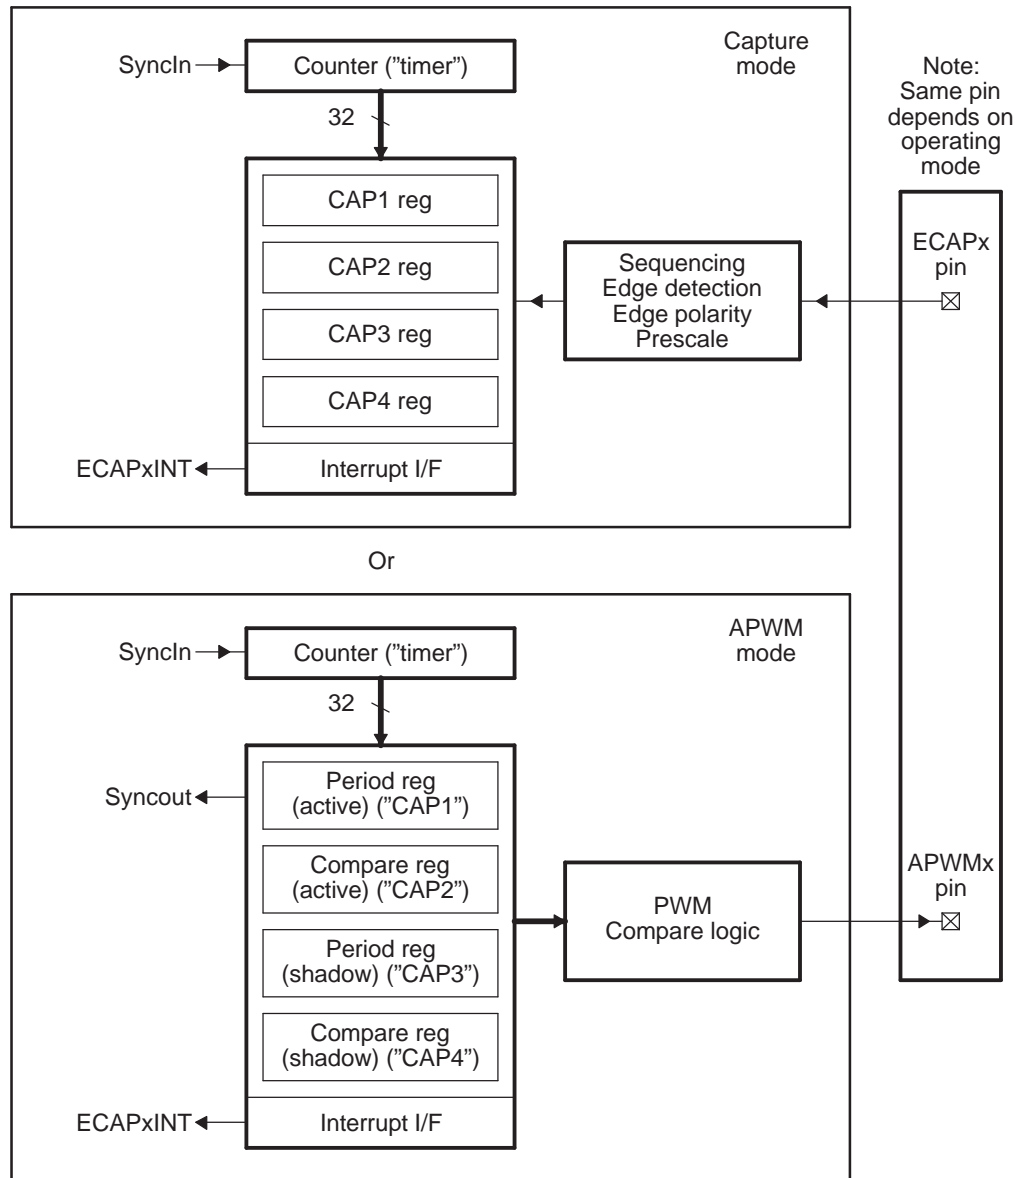 Capture
mode
SyncIn
Counter (”timer”)
32
CAP1 reg
CAP2 reg
CAP3 reg
CAP4 reg
Interrupt I/F
ECAPxINT
Sequencing
Edge detection
Edge polarity
Prescale
Note:
Same pin
depends on
operating
mode
ECAPx
pin
Or
APWM
mode
SyncIn
Counter (”timer”)
32
Syncout
Period reg
(active) (”CAP1”)
Compare reg
(active) (”CAP2”)
Period reg
(shadow) (”CAP3”)
Compare reg
(shadow) (”CAP4”)
Interrupt I/F
ECAPxINT
PWM
Compare logic
APWMx
pin